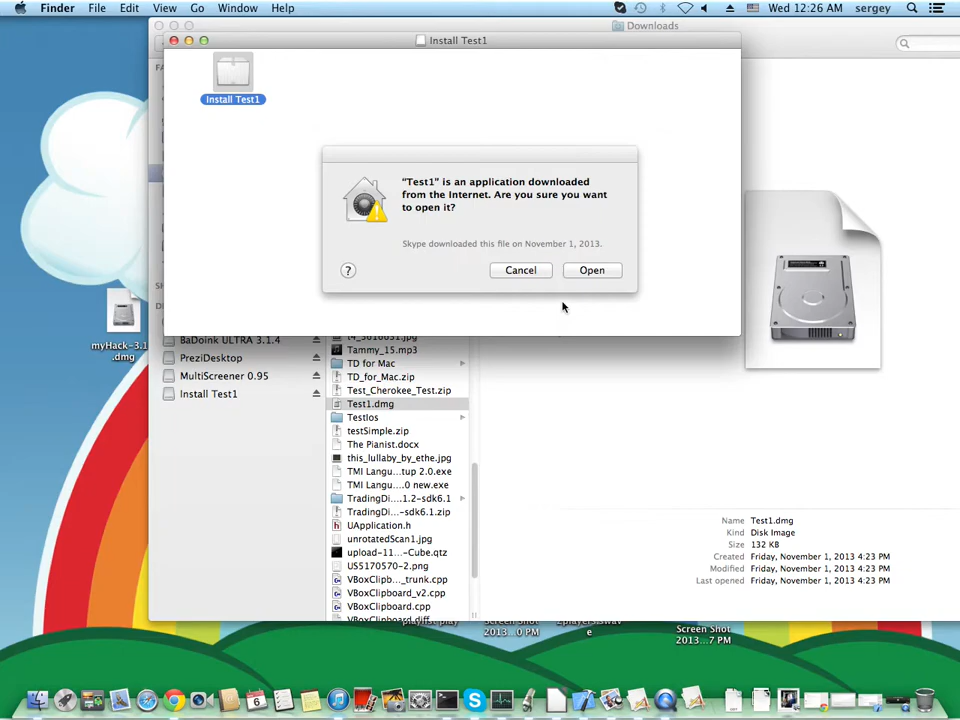 Finder File Edit View Go Window Help Wed 12:26 AM sergey
Downloads
Install Test1
Install Test1
"Test1" is an application downloaded
from the Internet. Are you sure you want
to open it?
Skype downloaded this file on November 1, 2013.
? Cancel Open
myHack-3.1
.dmg
BaDoink ULTRA 3.1.4
PreziDesktop
MultiScreener 0.95
Install Test1
Tammy_15.mp3
TD for Mac
TD_for_Mac.zip
Test_Cherokee_Test.zip
Test1.dmg
TestIos
testSimple.zip
The Pianist.docx
this_lullaby_by_ethe.jpg
TMI Langu...tup 2.0.exe
TMI Langu....0 new.exe
TradingDi...1.2-sdk6.1
TradingDi...-sdk6.1.zip
UApplication.h
unrotatedScan1.jpg
upload-11...-Cube.qtz
US5170570-2.png
VBoxClipb..._trunk.cpp
VBoxClipboard_v2.cpp
VBoxClipboard.cpp
VBoxClipboard.diff
Name Test1.dmg
Kind Disk Image
Size 132 KB
Created Friday, November 1, 2013 4:23 PM
Modified Friday, November 1, 2013 4:23 PM
Last opened Friday, November 1, 2013 4:23 PM
Screen Shot
2013...0 PM
Screen Shot
2013...7 PM